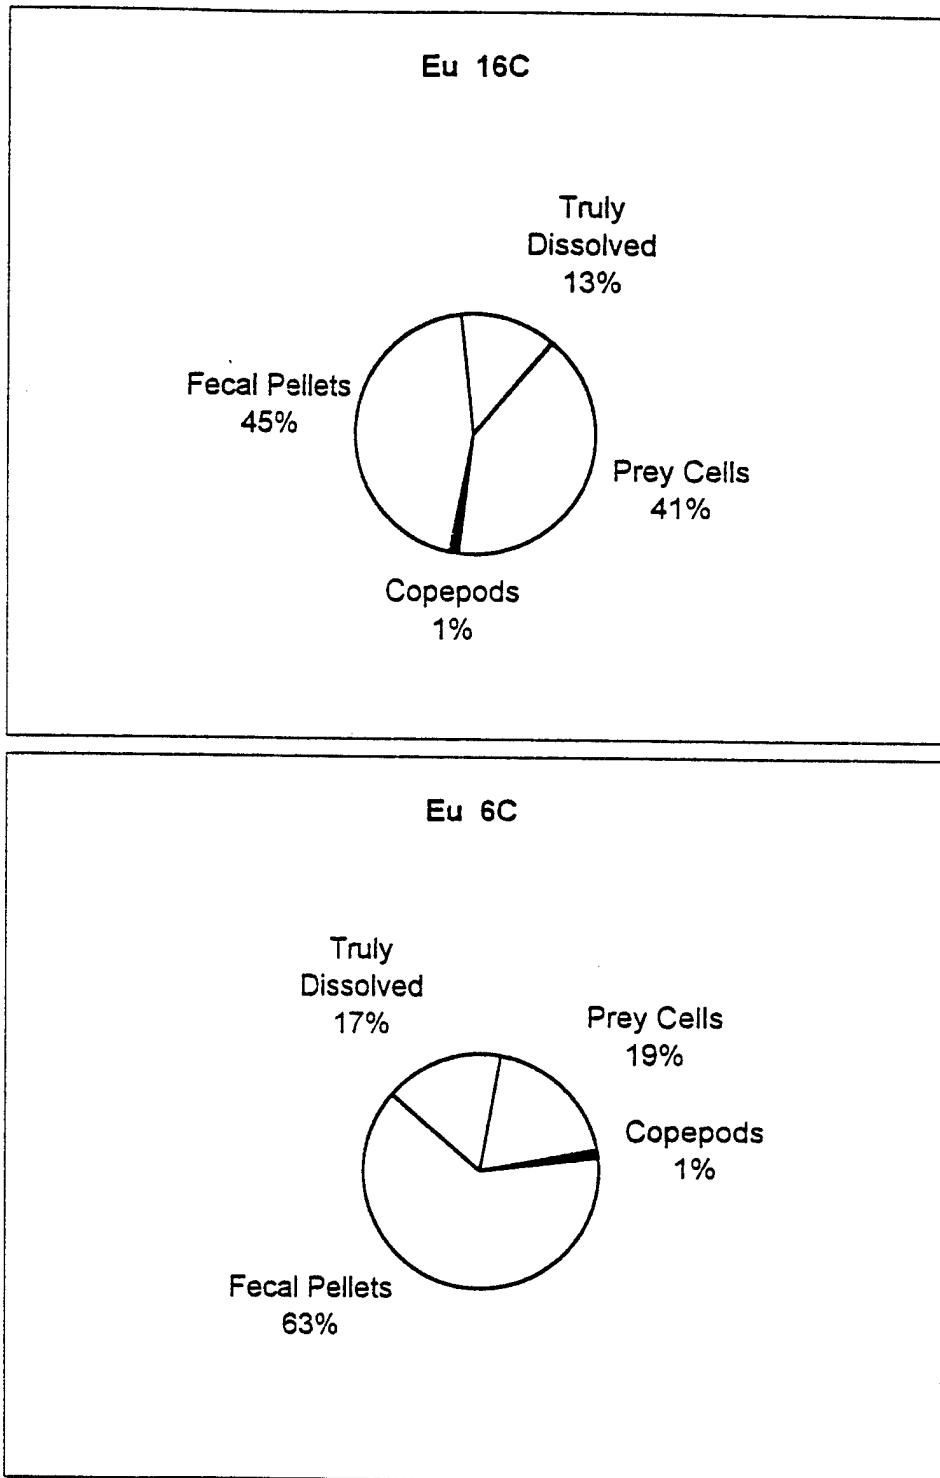 Eu 16C
Truly
Dissolved
13%
Fecal Pellets
45%
Prey Cells
41%
Copepods
1%
Eu 6C
Truly
Dissolved
17%
Prey Cells
19%
Copepods
1%
Fecal Pellets
63%